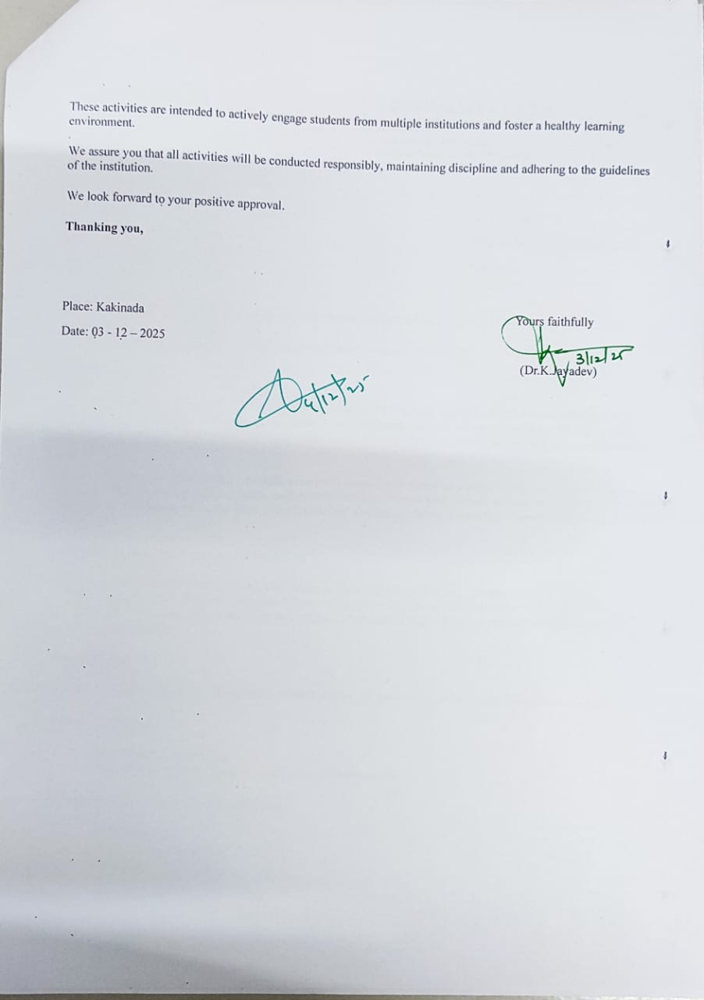 These activities are intended to actively engage students from multiple institutions and foster a healthy learning
environment.
We assure you that all activities will be conducted responsibly, maintaining discipline and adhering to the guidelines
of the institution.
We look forward to your positive approval.
Thanking you,
Place: Kakinada
Date: 03 - 12 – 2025
Yours faithfully
3/12/25
(Dr.K.Jayadev)
4/12/25